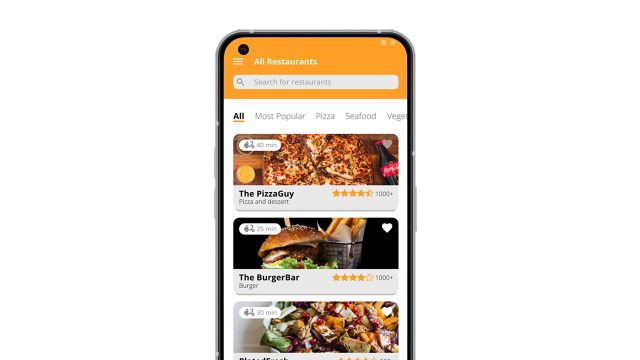 All Restaurants
Search for restaurants
All Most Popular Pizza Seafood Veget
40 min
The PizzaGuy 1000+
Pizza and dessert
25 min
The BurgerBar 1000+
Burger
30 min